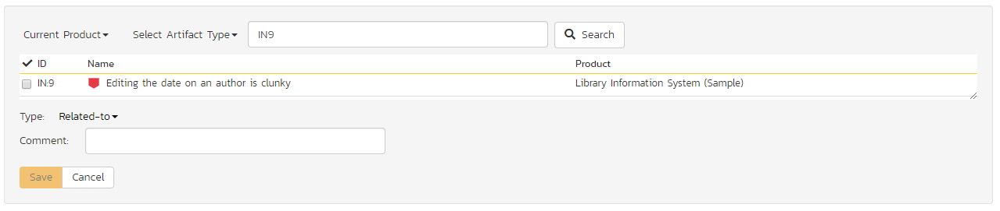 Current Product Select Artifact Type IN9 Search
ID Name Product
IN:9 Editing the date on an author is clunky Library Information System (Sample)
Type: Related-to
Comment:
Save Cancel